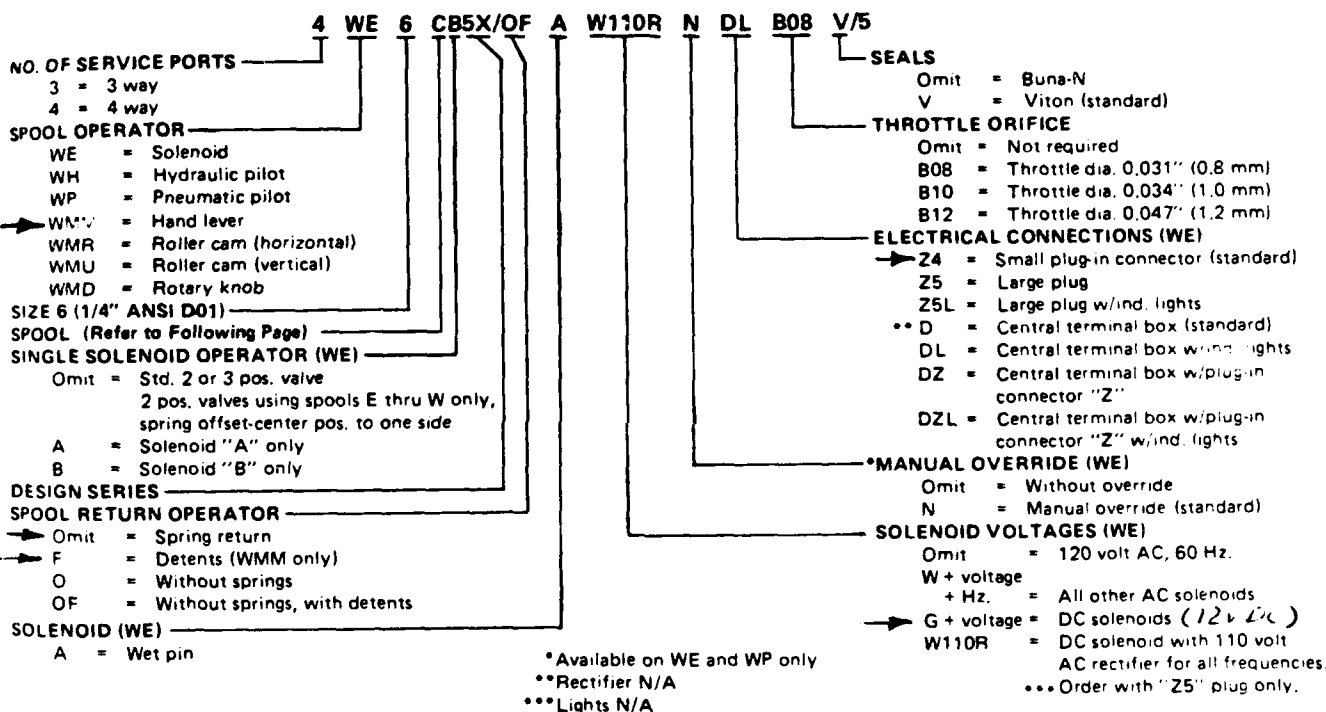 4 WE 6 CB5X/OF A W110R N DL B08 V/5
NO. OF SERVICE PORTS
3 = 3 way
4 = 4 way
SPOOL OPERATOR
WE = Solenoid
WH = Hydraulic pilot
WP = Pneumatic pilot
= Hand lever
WMR = Roller cam (horizontal)
WMU = Roller cam (vertical)
WMD = Rotary knob
SIZE 6 (1/4" ANSI D01)
SPOOL (Refer to Following Page)
SINGLE SOLENOID OPERATOR (WE)
Omit = Std. 2 or 3 pos. valve
2 pos. valves using spools E thru W only,
spring offset-center pos. to one side
A = Solenoid "A" only
B = Solenoid "B" only
DESIGN SERIES
SPOOL RETURN OPERATOR
Omit = Spring return
F = Detents (WMM only)
O = Without springs
OF = Without springs, with detents
SOLENOID (WE)
A = Wet pin
SEALS
Omit = Buna-N
V = Viton (standard)
THROTTLE ORIFICE
Omit = Not required
B08 = Throttle dia. 0.031" (0.8 mm)
B10 = Throttle dia. 0.034" (1.0 mm)
B12 = Throttle dia. 0.047" (1.2 mm)
ELECTRICAL CONNECTIONS (WE)
Z4 = Small plug-in connector (standard)
Z5 = Large plug
Z5L = Large plug w/ind. lights
**D = Central terminal box (standard)
DL = Central terminal box w/ind. lights
DZ = Central terminal box w/plug-in
connector "Z"
DZL = Central terminal box w/plug-in
connector "Z" w/ind. lights
*MANUAL OVERRIDE (WE)
Omit = Without override
N = Manual override (standard)
SOLENOID VOLTAGES (WE)
Omit = 120 volt AC, 60 Hz.
W + voltage
+ Hz. = All other AC solenoids
G + voltage = DC solenoids (12v DC)
W110R = DC solenoid with 110 volt
AC rectifier for all frequencies.
***Order with "Z5" plug only.
*Available on WE and WP only
**Rectifier N/A
***Lights N/A